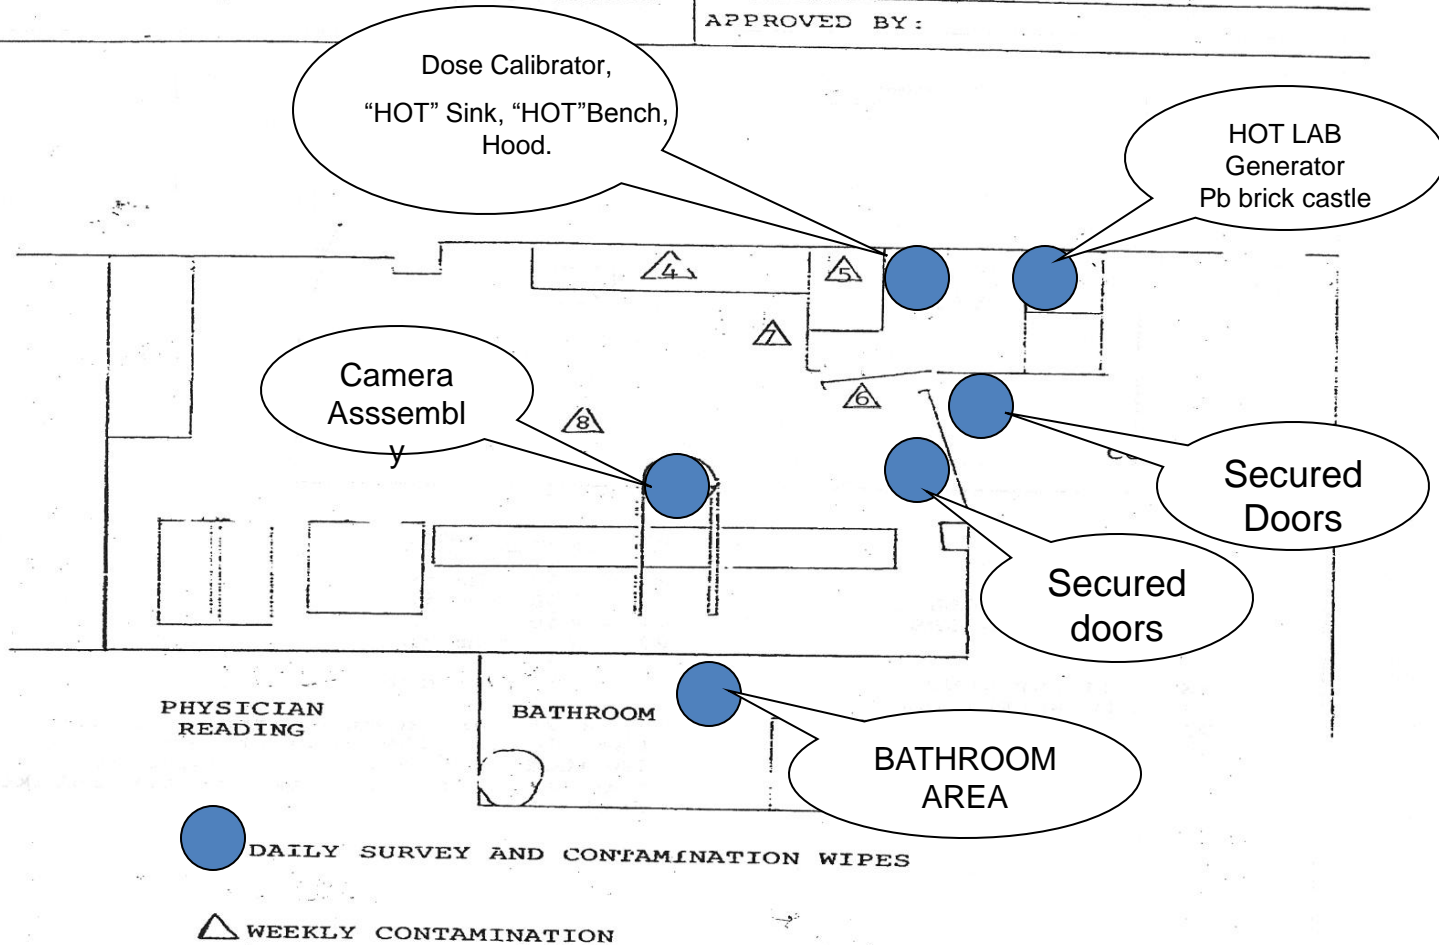 APPROVED BY:
Dose Calibrator,
“HOT” Sink, “HOT”Bench,
Hood.
HOT LAB
Generator
Pb brick castle
4
5
7
6
8
Camera
Asssembl
y
Secured
Doors
Secured
doors
PHYSICIAN
READING
BATHROOM
BATHROOM
AREA
DAILY SURVEY AND CONTAMINATION WIPES
WEEKLY CONTAMINATION